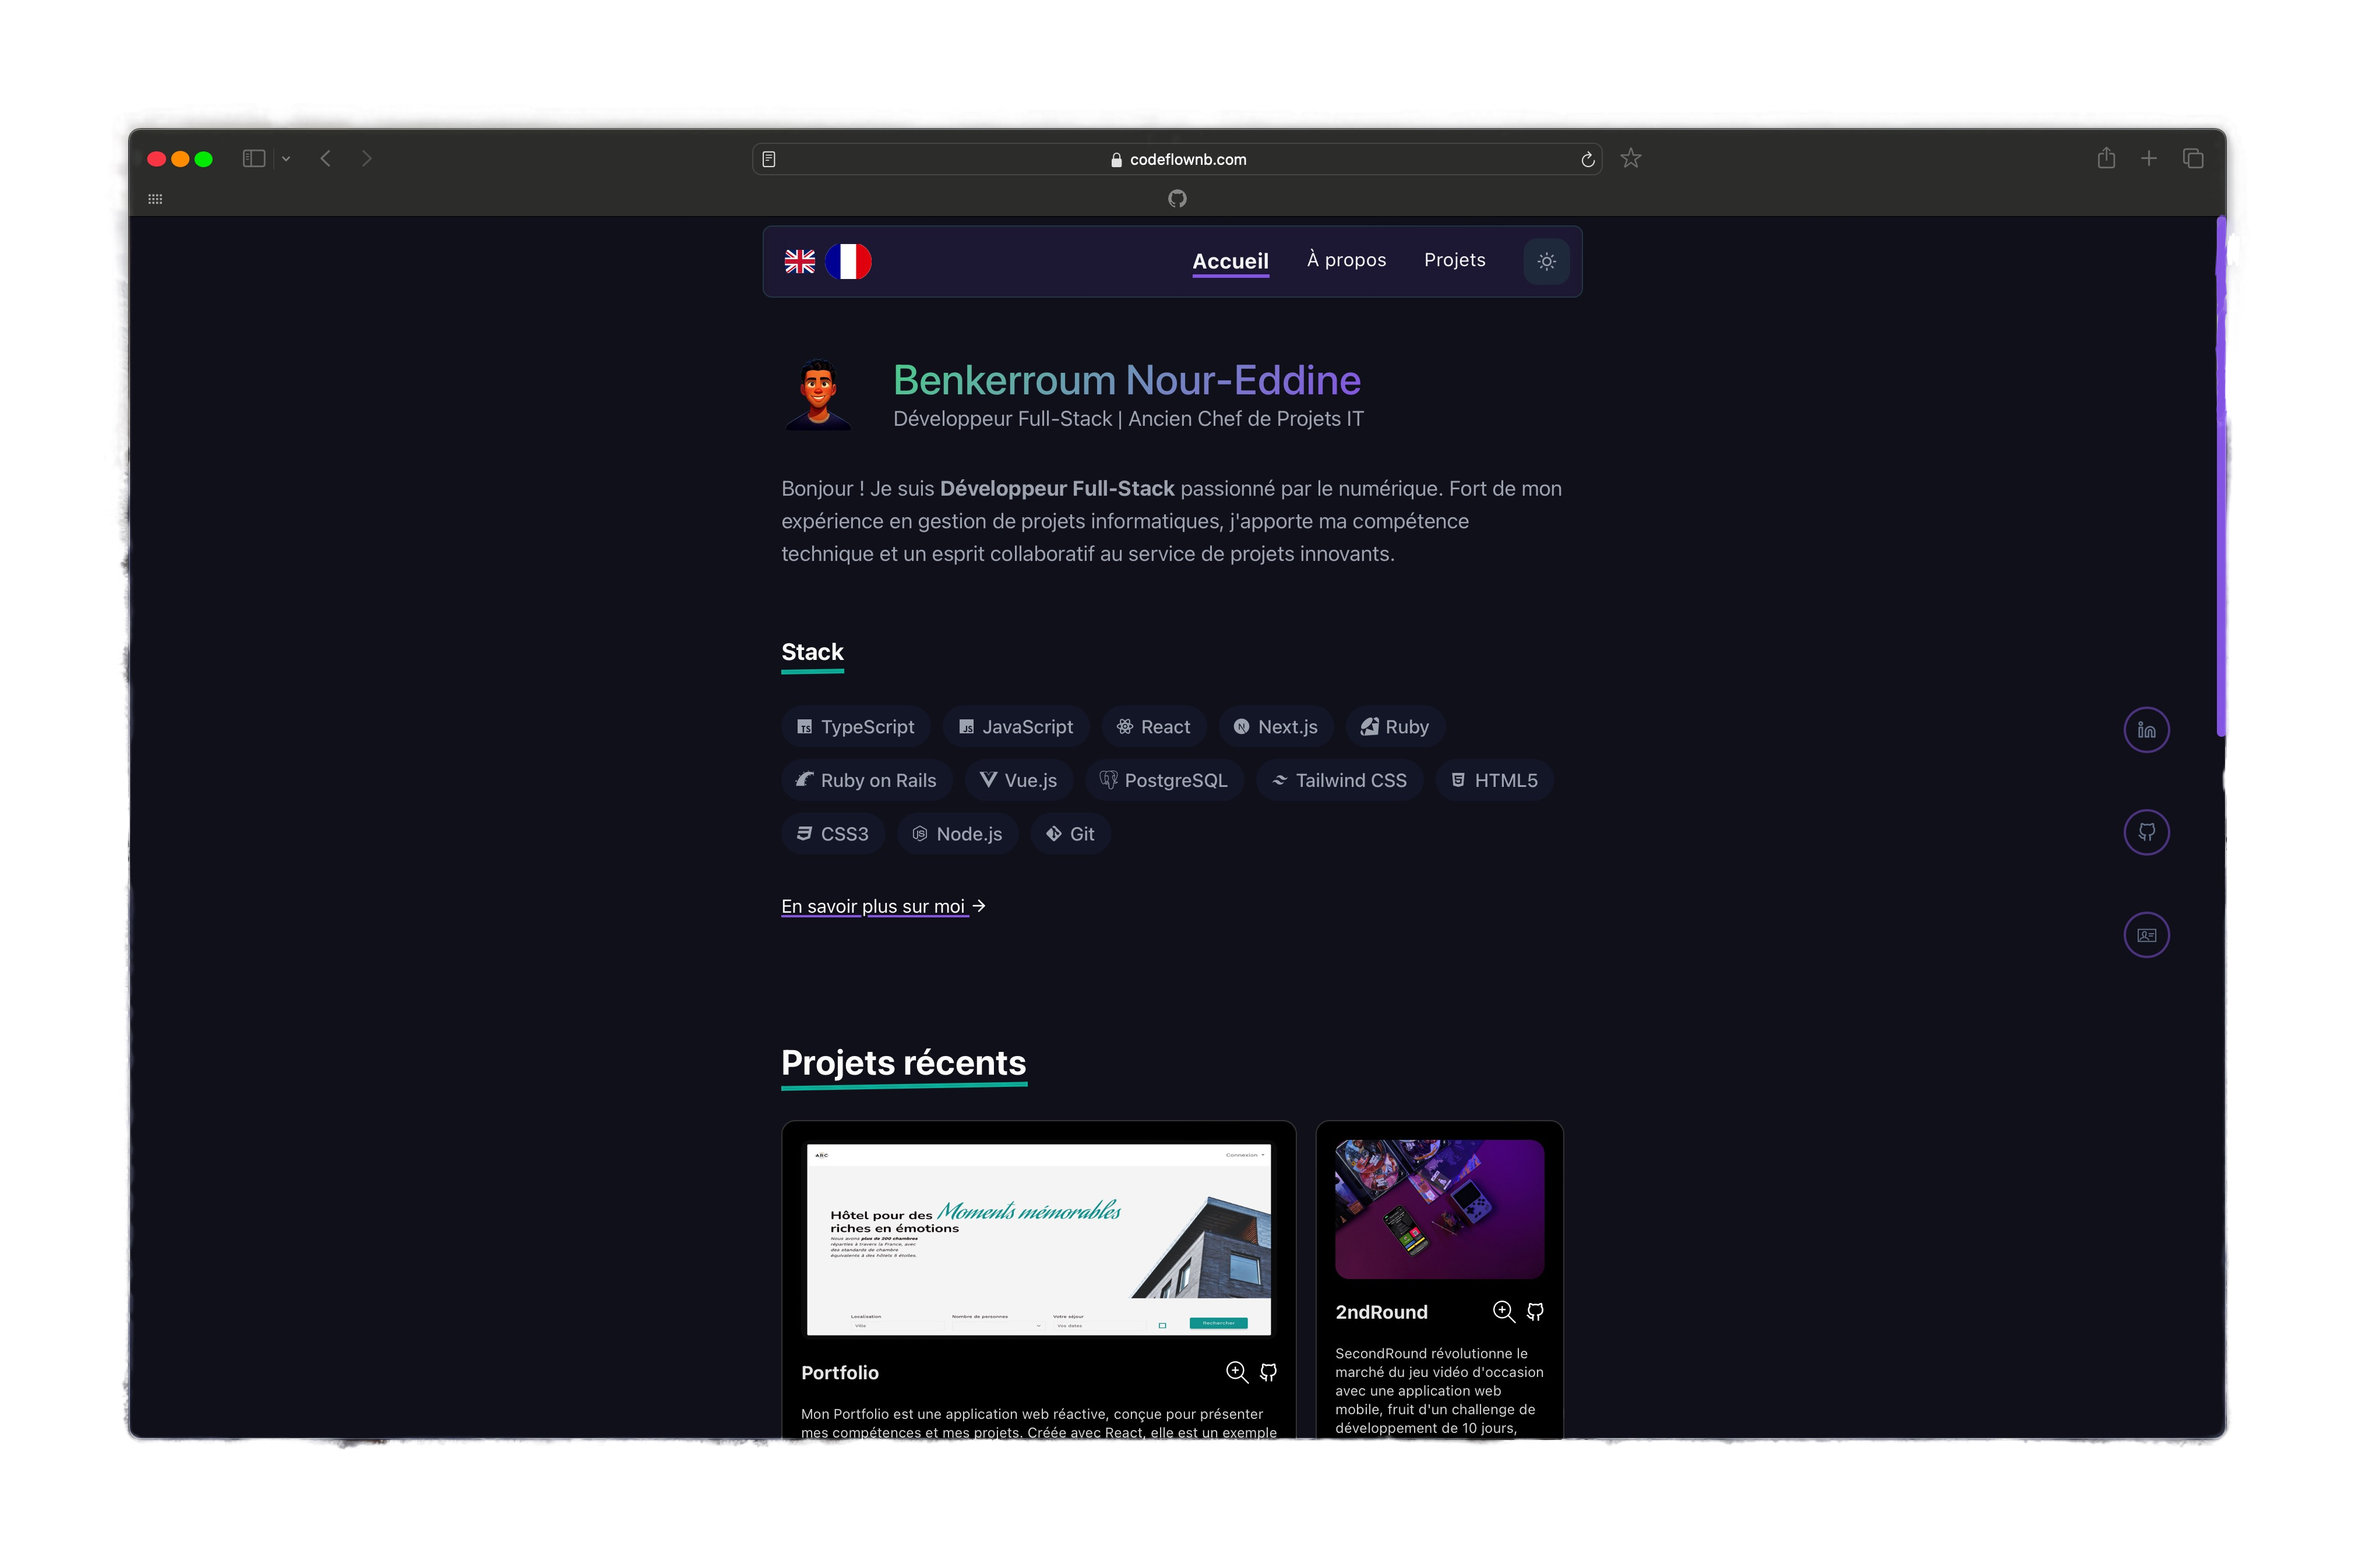 codeflownb.com
Accueil À propos Projets
Benkerroum Nour-Eddine
Développeur Full-Stack | Ancien Chef de Projets IT
Bonjour ! Je suis Développeur Full-Stack passionné par le numérique. Fort de mon
expérience en gestion de projets informatiques, j'apporte ma compétence
technique et un esprit collaboratif au service de projets innovants.
Stack
TS TypeScript JS JavaScript React N Next.js Ruby
Ruby on Rails Vue.js PostgreSQL Tailwind CSS 5 HTML5
CSS3 JS Node.js Git
En savoir plus sur moi →
in
Projets récents
ARC Connexion
Hôtel pour des Moments mémorables
riches en émotions
Nous avons plus de 200 chambres
réparties à travers la France, avec
des standards de chambre
équivalents à des hôtels 5 étoiles.
Localisation Nombre de personnes Votre séjour
Ville Vos dates Rechercher
Portfolio
Mon Portfolio est une application web réactive, conçue pour présenter
mes compétences et mes projets. Créée avec React, elle est un exemple
2ndRound
SecondRound révolutionne le
marché du jeu vidéo d'occasion
avec une application web
mobile, fruit d'un challenge de
développement de 10 jours,